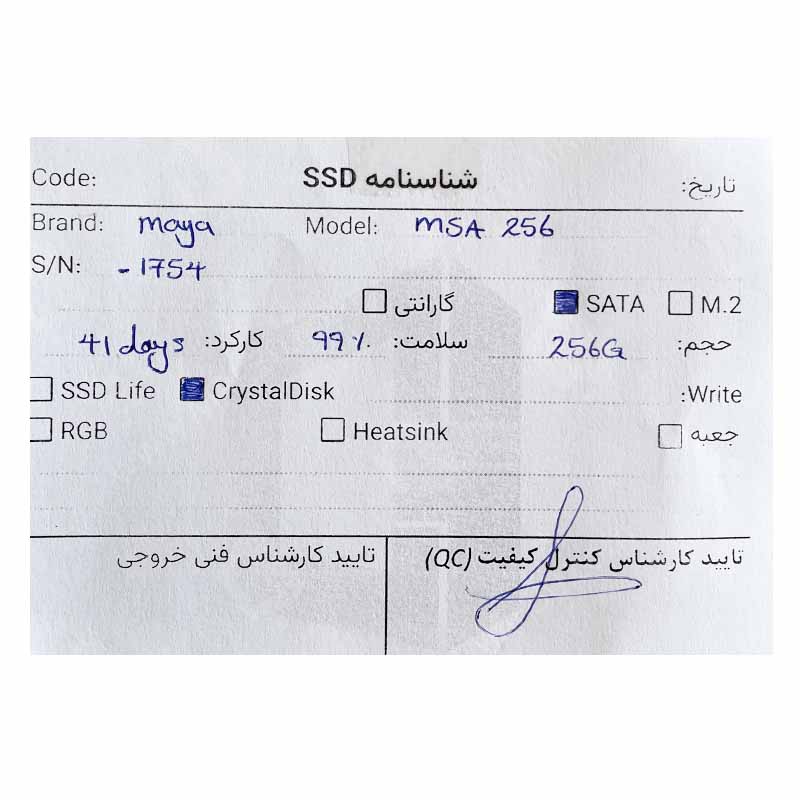 Code: شناسنامه SSD تاریخ:
Brand: maya Model: MSA 256
S/N: -1754
گارانتی SATA M.2
حجم: 256G سلامت: 99% کارکرد: 41 days
SSD Life CrystalDisk Write:
RGB Heatsink جعبه
تایید کارشناس کنترل کیفیت (QC) تایید کارشناس فنی خروجی